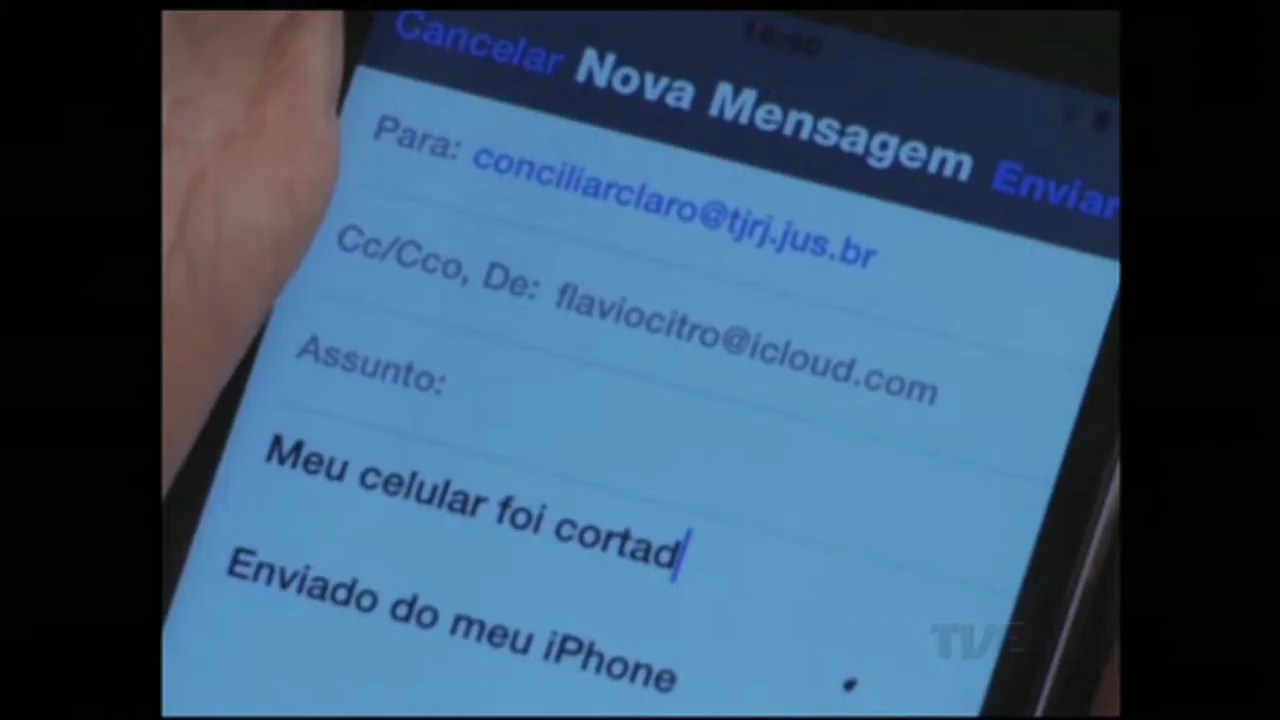 Cancelar Nova Mensagem Enviar
Para: conciliarclaro@tjrj.jus.br
Cc/Cco, De: flaviocitro@icloud.com
Assunto:
Meu celular foi cortad
Enviado do meu iPhone